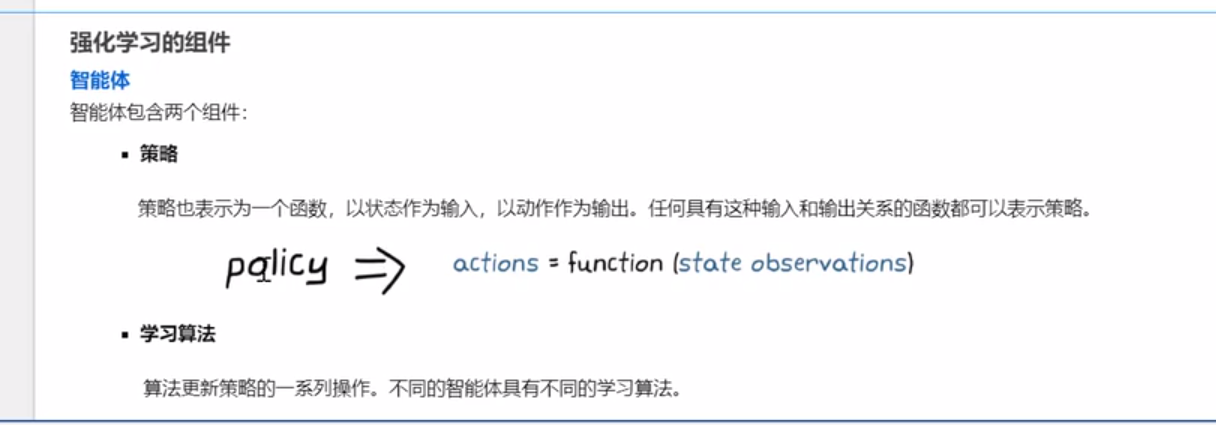 强化学习的组件
智能体
智能体包含两个组件：
▪ 策略
策略也表示为一个函数，以状态作为输入，以动作作为输出。任何具有这种输入和输出关系的函数都可以表示策略。
policy ⇒ actions = function (state observations)
▪ 学习算法
算法更新策略的一系列操作。不同的智能体具有不同的学习算法。